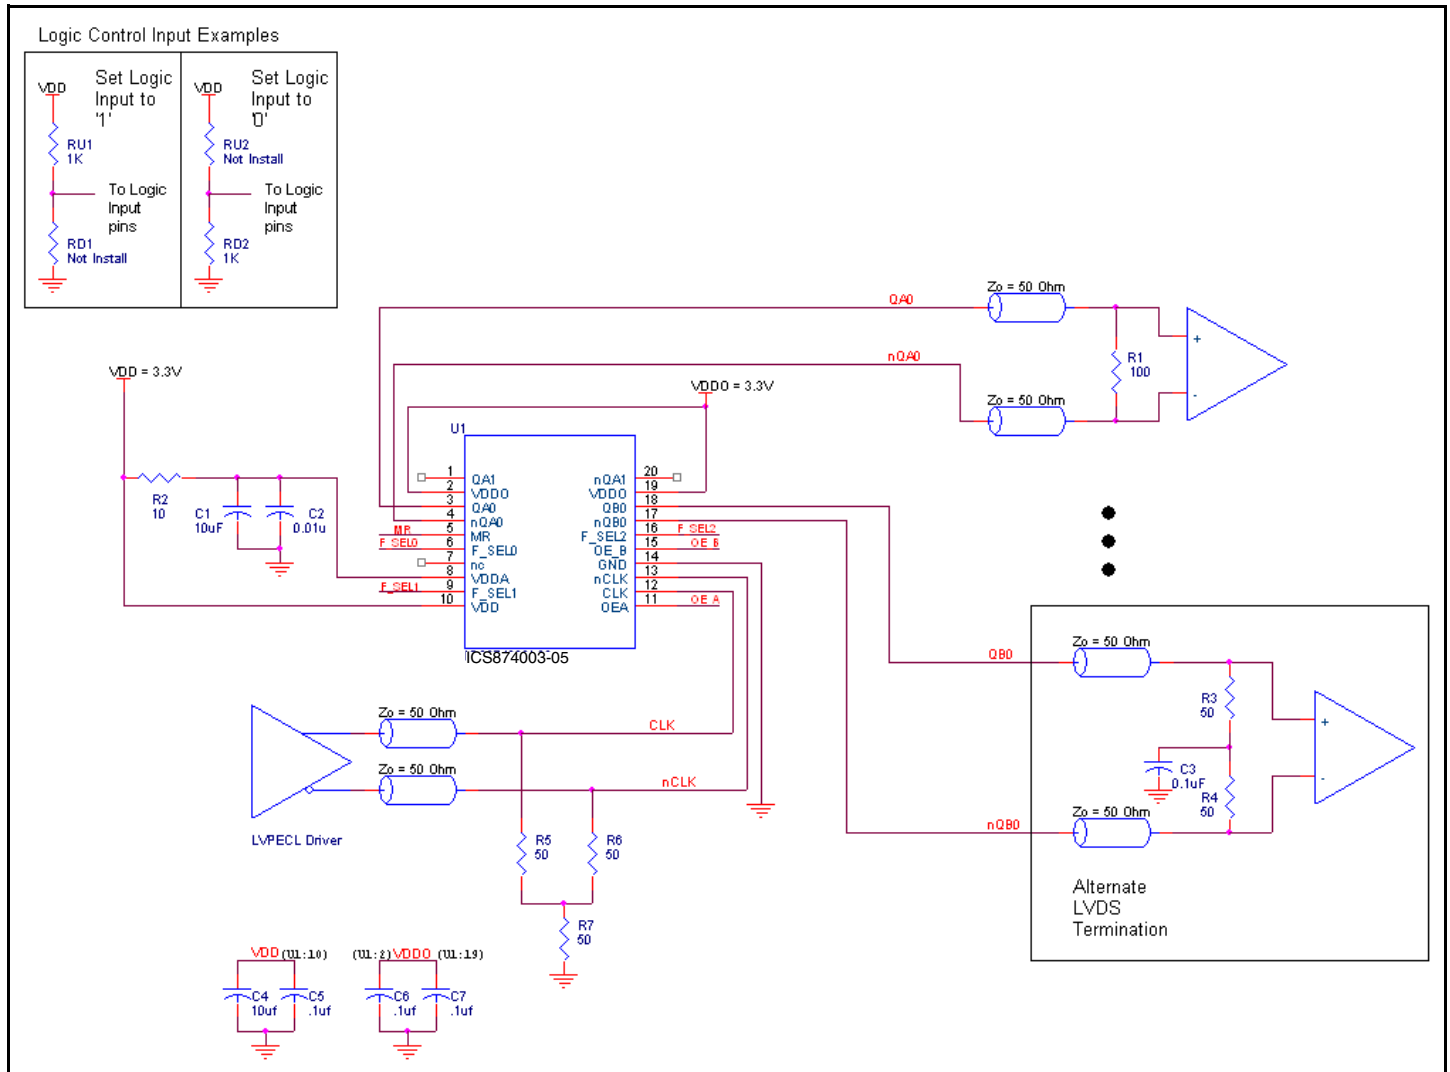 Logic Control Input Examples
VDD
Set Logic
Input to
'1'
RU1
1K
To Logic
Input
pins
RD1
Not Install
VDD
Set Logic
Input to
'0'
RU2
Not Install
To Logic
Input
pins
RD2
1K
QA0
Zo = 50 Ohm
nQA0
Zo = 50 Ohm
R1
100
+
-
VDD = 3.3V
VDDO = 3.3V
R2
10
C1
10uF
C2
0.01u
U1
1 QA1
2 VDDO
3 QA0
4 nQA0
MR 5 MR
F_SEL0 6 F_SEL0
7 nc
8 VDDA
F_SEL1 9 F_SEL1
10 VDD
nQA1 20
VDDO 19
QB0 18
nQB0 17
F_SEL2 16 F_SEL2
OE_B 15 OE_B
GND 14
nCLK 13
CLK 12
OEA 11 OE_A
ICS874003-05
Zo = 50 Ohm
CLK
Zo = 50 Ohm
nCLK
LVPECL Driver
R5
50
R6
50
R7
50
QB0
Zo = 50 Ohm
R3
50
C3
0.1uF
R4
50
nQB0
Zo = 50 Ohm
+
-
Alternate
LVDS
Termination
VDD (U1:10)
C4
10uf
C5
.1uf
(U1:2) VDDO (U1:19)
C6
.1uf
C7
.1uf